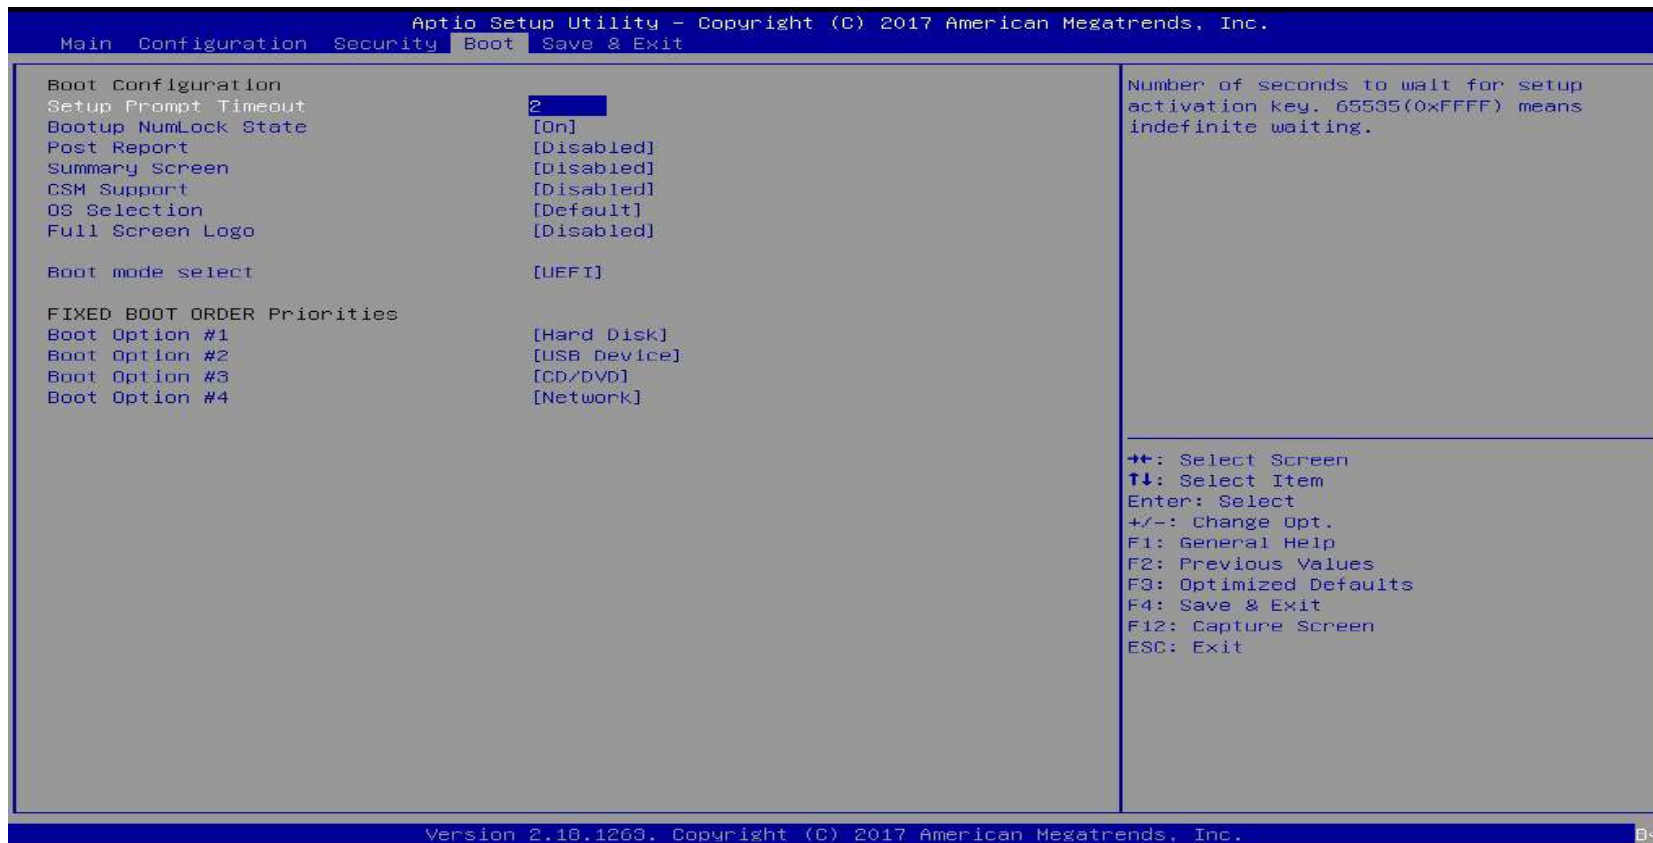 Aptio Setup Utility – Copyright (C) 2017 American Megatrends, Inc.
Main Configuration Security Boot Save & Exit
Boot Configuration
Setup Prompt Timeout 2
Bootup NumLock State [On]
Post Report [Disabled]
Summary Screen [Disabled]
CSM Support [Disabled]
OS Selection [Default]
Full Screen Logo [Disabled]
Boot mode select [UEFI]
FIXED BOOT ORDER Priorities
Boot Option #1 [Hard Disk]
Boot Option #2 [USB Device]
Boot Option #3 [CD/DVD]
Boot Option #4 [Network]
Number of seconds to wait for setup
activation key. 65535(0xFFFF) means
indefinite waiting.
→←: Select Screen
↑↓: Select Item
Enter: Select
+/-: Change Opt.
F1: General Help
F2: Previous Values
F3: Optimized Defaults
F4: Save & Exit
F12: Capture Screen
ESC: Exit
Version 2.18.1263. Copyright (C) 2017 American Megatrends, Inc.